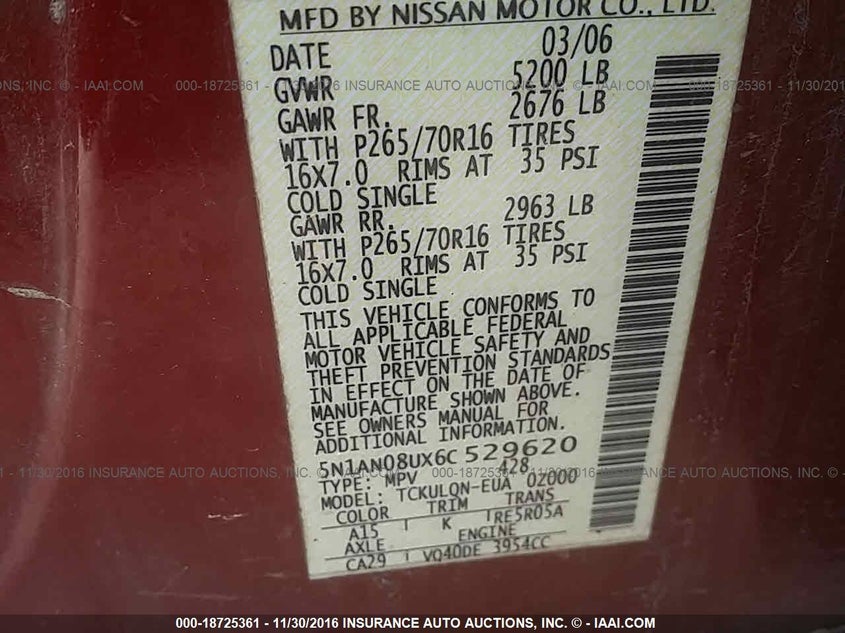 MFD BY NISSAN MOTOR CO., LTD.
DATE 03/06
GVWR 5200 LB
GAWR FR. 2676 LB
WITH P265/70R16 TIRES
16X7.0 RIMS AT 35 PSI
COLD SINGLE
GAWR RR. 2963 LB
WITH P265/70R16 TIRES
16X7.0 RIMS AT 35 PSI
COLD SINGLE
THIS VEHICLE CONFORMS TO
ALL APPLICABLE FEDERAL
MOTOR VEHICLE SAFETY AND
THEFT PREVENTION STANDARDS
IN EFFECT ON THE DATE OF
MANUFACTURE SHOWN ABOVE.
SEE OWNERS MANUAL FOR
ADDITIONAL INFORMATION.
5N1AN08UX6C 529620
TYPE: MPV 428
MODEL: TCKULQN-EUA 0Z000
COLOR TRIM TRANS
A15 K RE5R05A
AXLE ENGINE
CA29 VQ40DE 3954CC
000-18725361 - 11/30/2016 INSURANCE AUTO AUCTIONS, INC. - © IAAI.COM